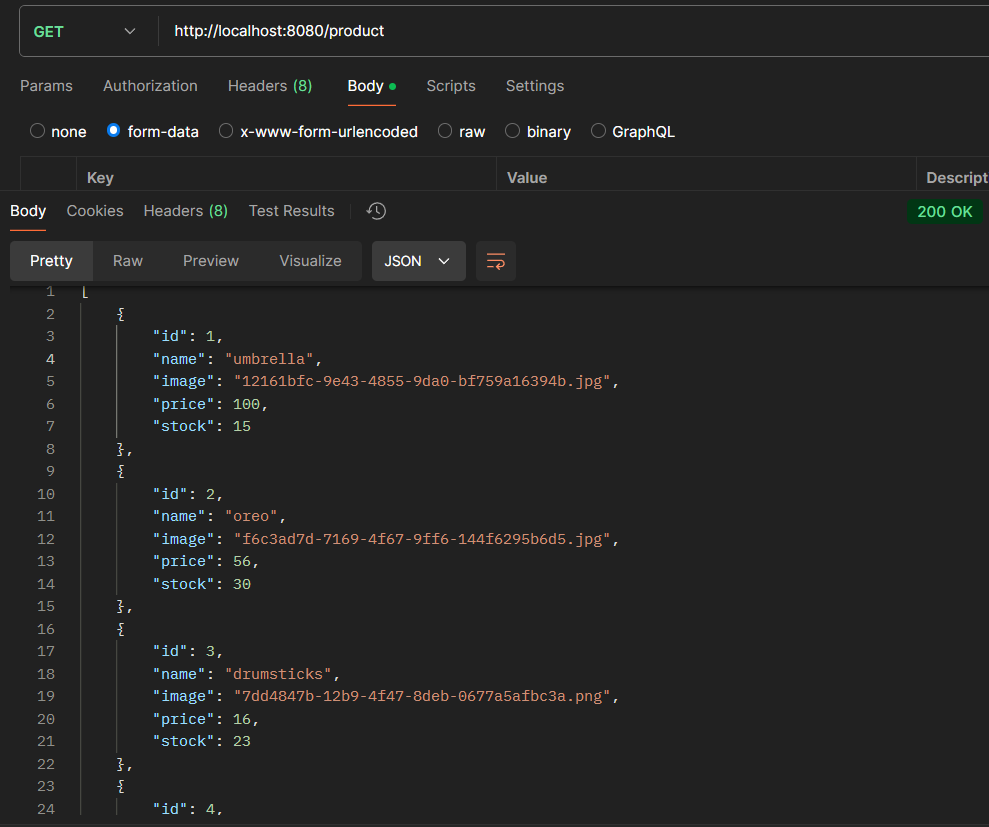 GET http://localhost:8080/product
Params Authorization Headers (8) Body Scripts Settings
none form-data x-www-form-urlencoded raw binary GraphQL
Key Value Descript
Body Cookies Headers (8) Test Results 200 OK
Pretty Raw Preview Visualize JSON
1 [
2 {
3 "id": 1,
4 "name": "umbrella",
5 "image": "12161bfc-9e43-4855-9da0-bf759a16394b.jpg",
6 "price": 100,
7 "stock": 15
8 },
9 {
10 "id": 2,
11 "name": "oreo",
12 "image": "f6c3ad7d-7169-4f67-9ff6-144f6295b6d5.jpg",
13 "price": 56,
14 "stock": 30
15 },
16 {
17 "id": 3,
18 "name": "drumsticks",
19 "image": "7dd4847b-12b9-4f47-8deb-0677a5afbc3a.png",
20 "price": 16,
21 "stock": 23
22 },
23 {
24 "id": 4,